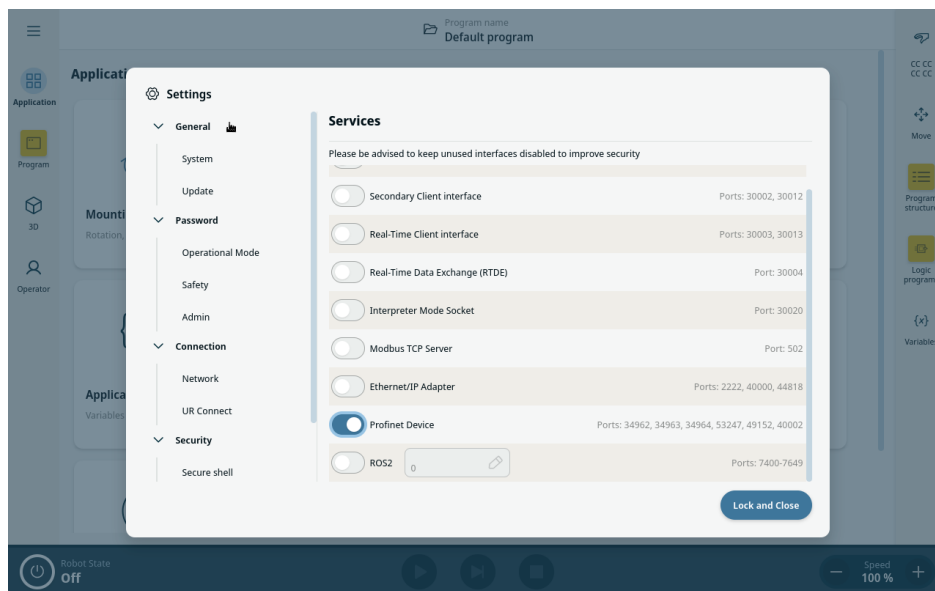 Program name
Default program
Applicati
Application
Program
3D
Operator
Mounti
Rotation,
Applica
Variables
CC CC
CC CC
Move
Program
structur
Logic
program
{x}
Variable
Settings
General
System
Update
Password
Operational Mode
Safety
Admin
Connection
Network
UR Connect
Security
Secure shell
Services
Please be advised to keep unused interfaces disabled to improve security
Secondary Client interface Ports: 30002, 30012
Real-Time Client interface Ports: 30003, 30013
Real-Time Data Exchange (RTDE) Port: 30004
Interpreter Mode Socket Port: 30020
Modbus TCP Server Port: 502
Ethernet/IP Adapter Ports: 2222, 40000, 44818
Profinet Device Ports: 34962, 34963, 34964, 53247, 49152, 40002
ROS2 0 Ports: 7400-7649
Lock and Close
Robot State
Off
Speed
100 %